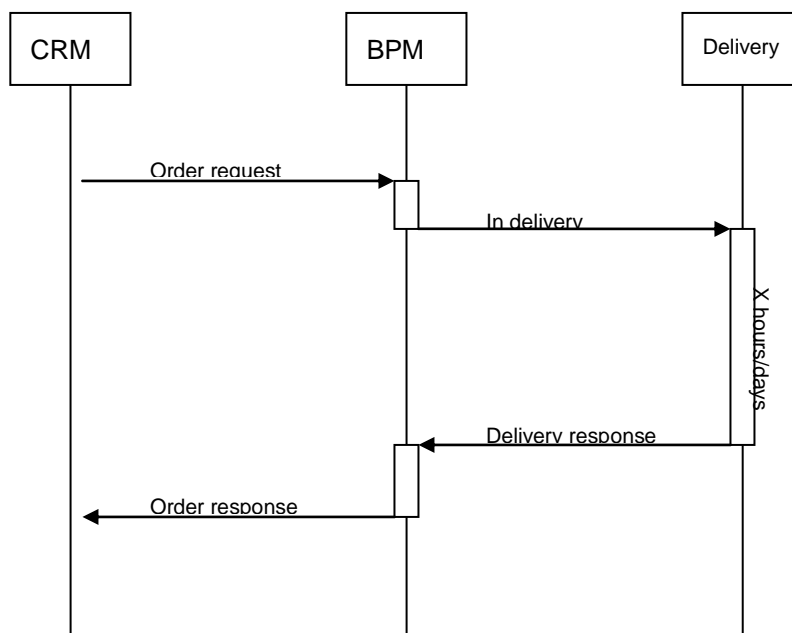 CRM
BPM
Delivery
Order request
In delivery
X hours/days
Delivery response
Order response